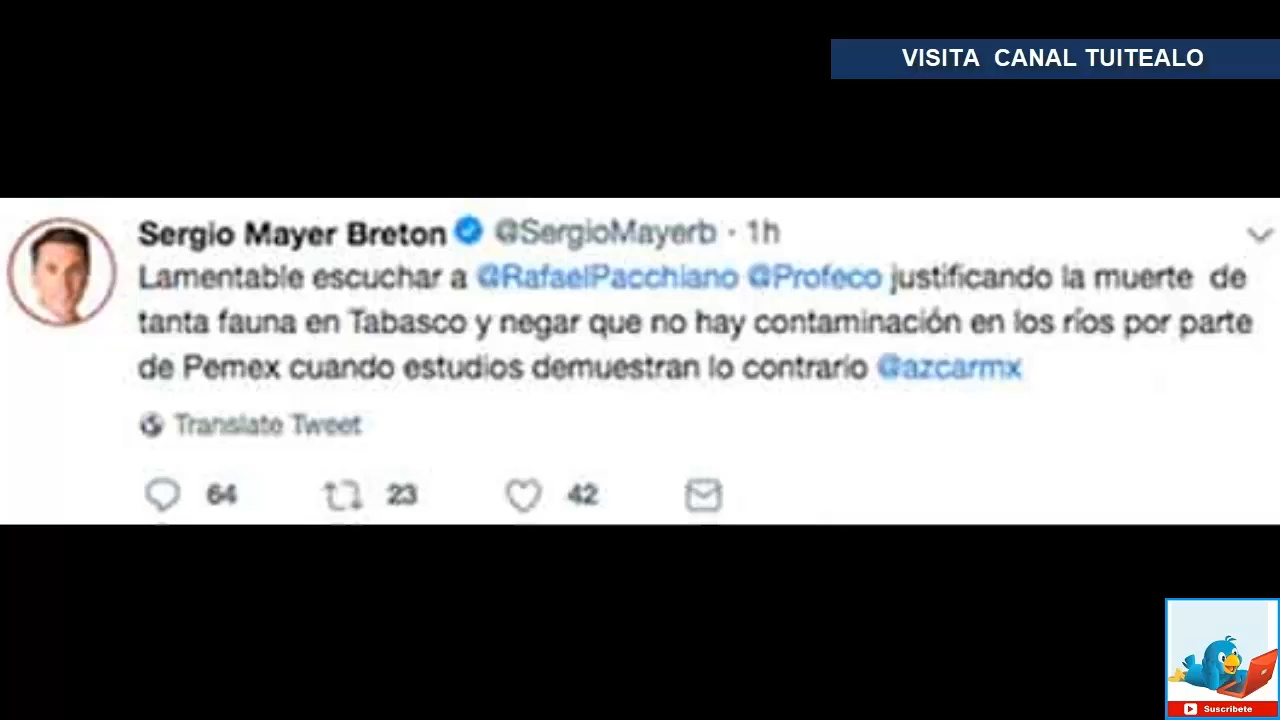 VISITA CANAL TUITEALO
Sergio Mayer Breton @SergioMayerb · 1h
Lamentable escuchar a @RafaelPacchiano @Profeco justificando la muerte de
tanta fauna en Tabasco y negar que no hay contaminación en los ríos por parte
de Pemex cuando estudios demuestran lo contrario @azcarmx
Translate Tweet
64 23 42
Suscribete